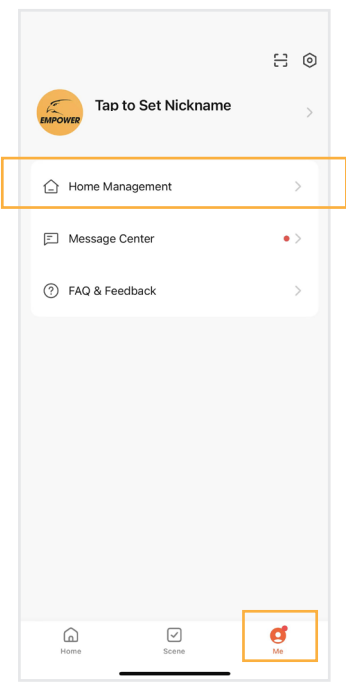 EMPOWER
Tap to Set Nickname
Home Management
Message Center
FAQ & Feedback
Home
Scene
Me